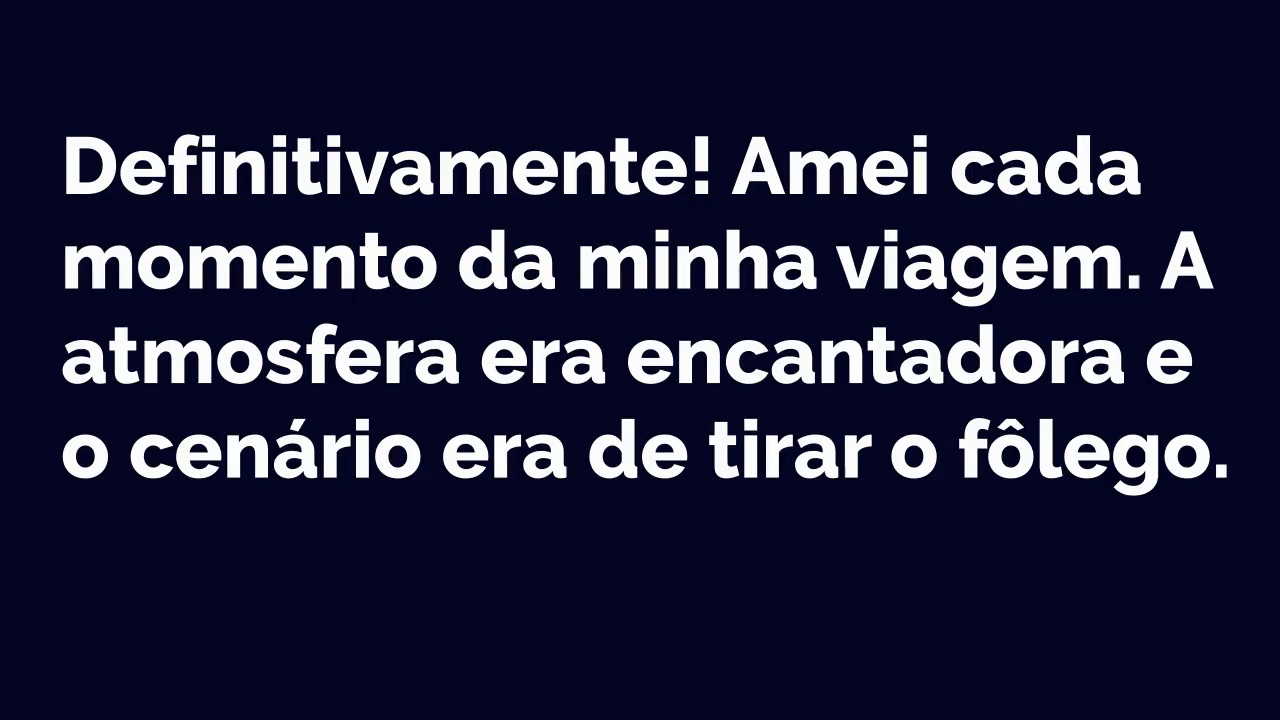 Definitivamente! Amei cada
momento da minha viagem. A
atmosfera era encantadora e
o cenário era de tirar o fôlego.